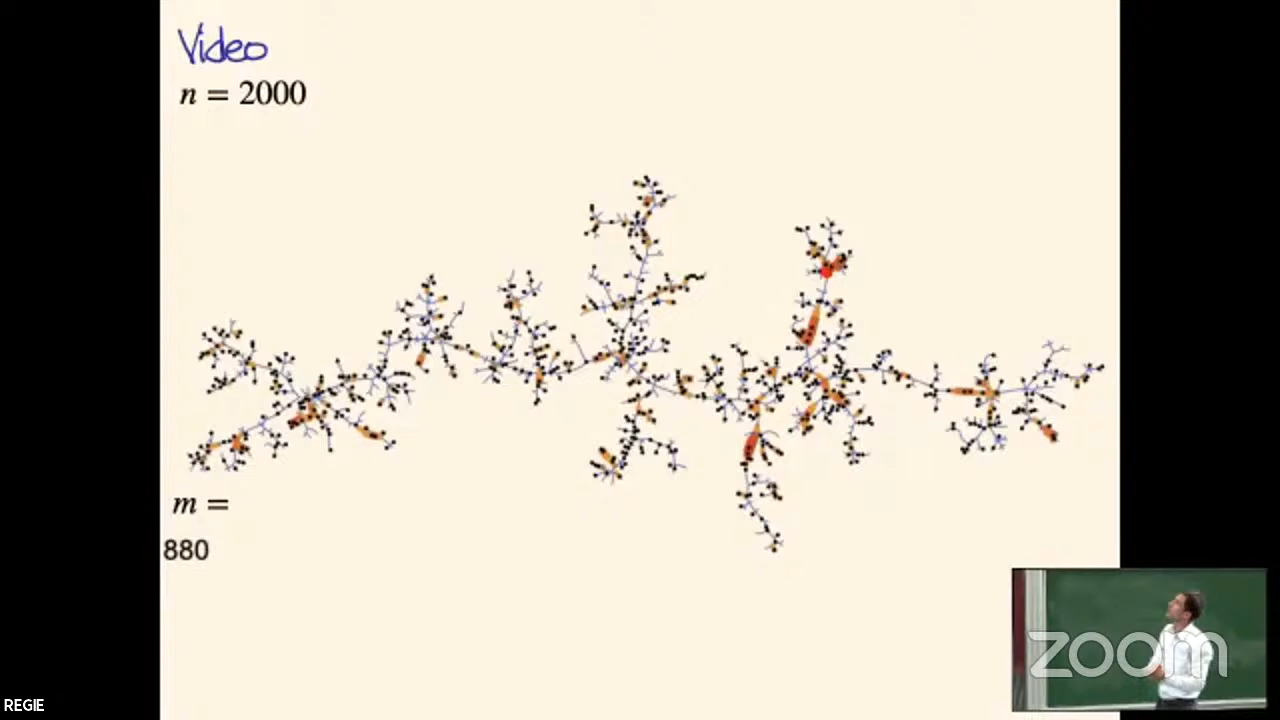 Video
n = 2000
m =
880
zoom
REGIE